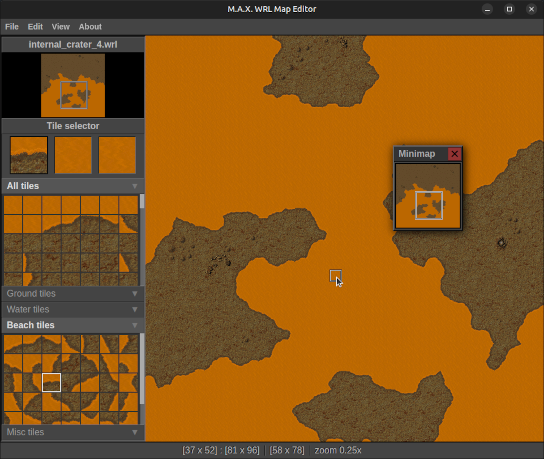 M.A.X. WRL Map Editor
File Edit View About
internal_crater_4.wrl
Tile selector
All tiles
Ground tiles
Water tiles
Beach tiles
Misc tiles
Minimap
[37 x 52] : [81 x 96] | [58 x 78] | zoom 0.25x